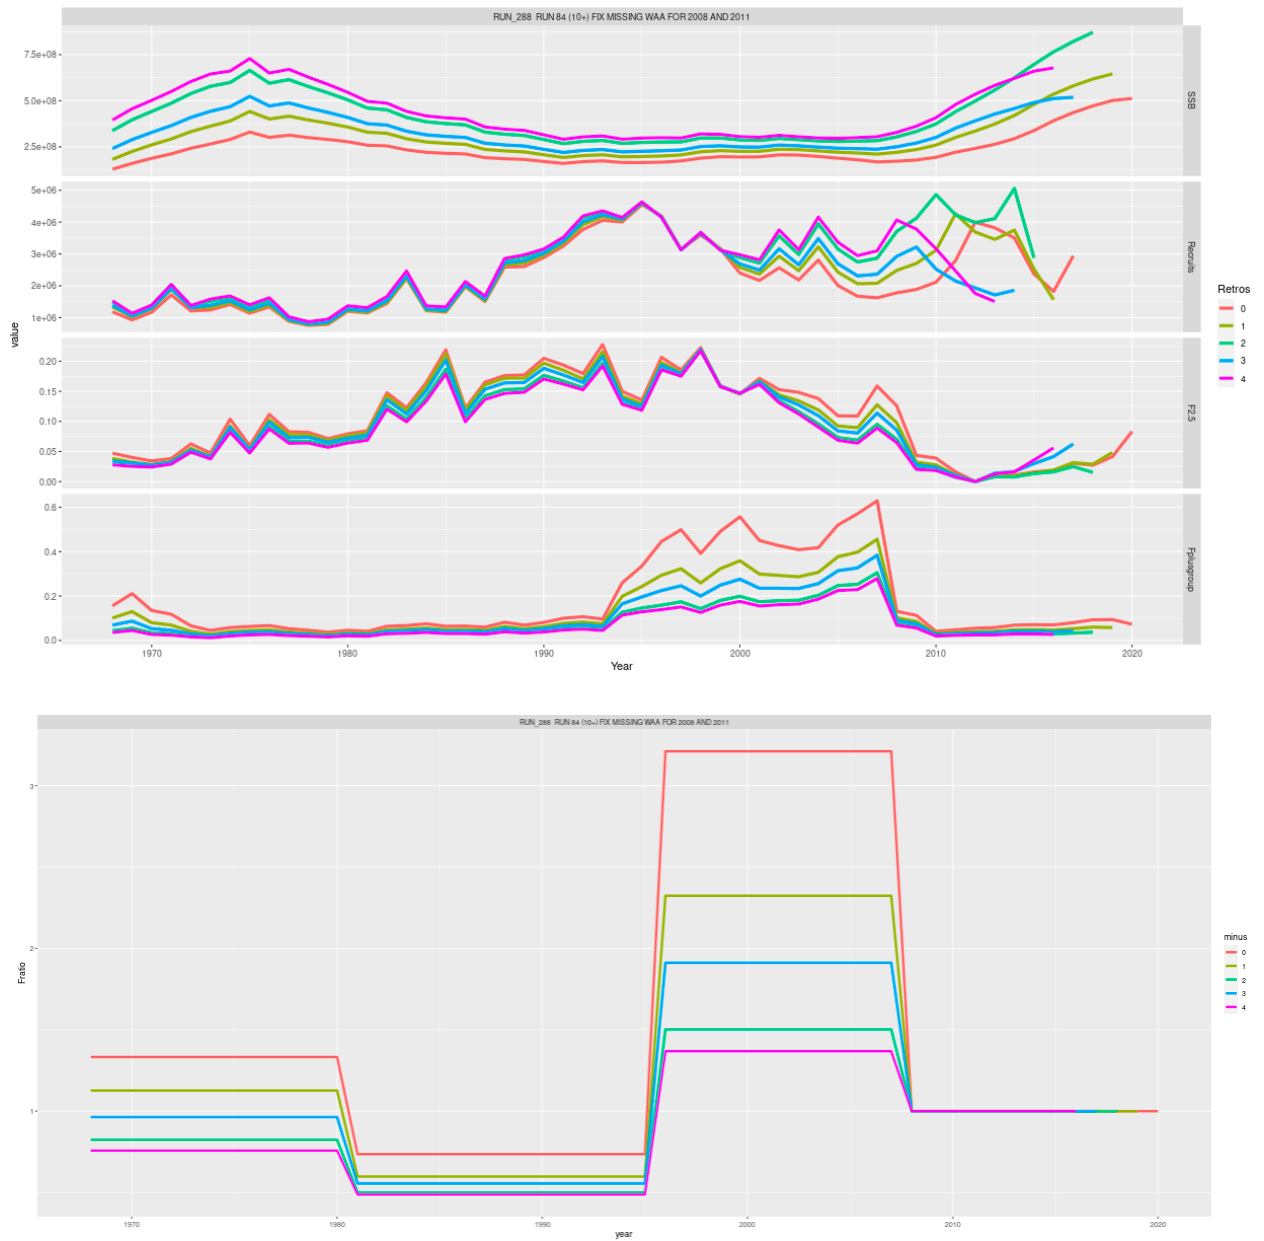 RUN_288 RUN 84 (10+) FIX MISSING WAA FOR 2008 AND 2011
7.5e+08
5.0e+08
2.5e+08
SSB
5e+06
4e+06
3e+06
2e+06
1e+06
Recruits
value
0.20
0.15
0.10
0.05
0.00
F2.5
0.6
0.4
0.2
0.0
Fplusgroup
1970 1980 1990 2000 2010 2020
Year
Retros
0
1
2
3
4
RUN_288 RUN 84 (10+) FIX MISSING WAA FOR 2008 AND 2011
3
2
1
Fratio
1970 1980 1990 2000 2010 2020
year
minus
0
1
2
3
4